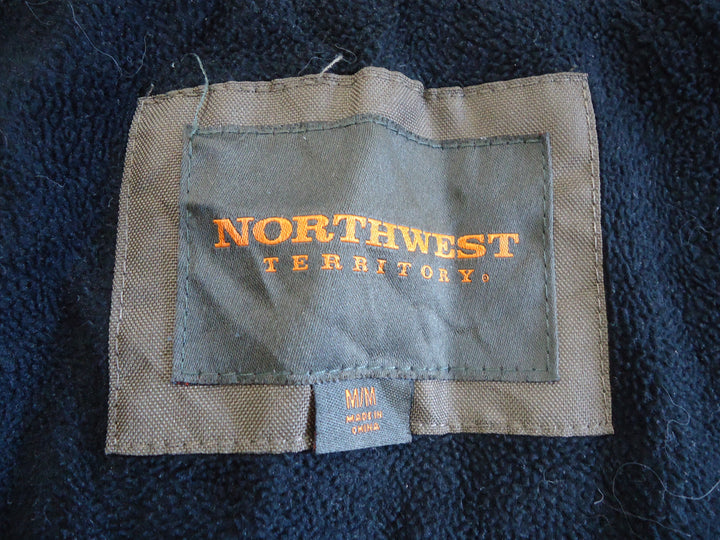 NORTHWEST
TERRITORY®
M/M
MADE IN
CHINA